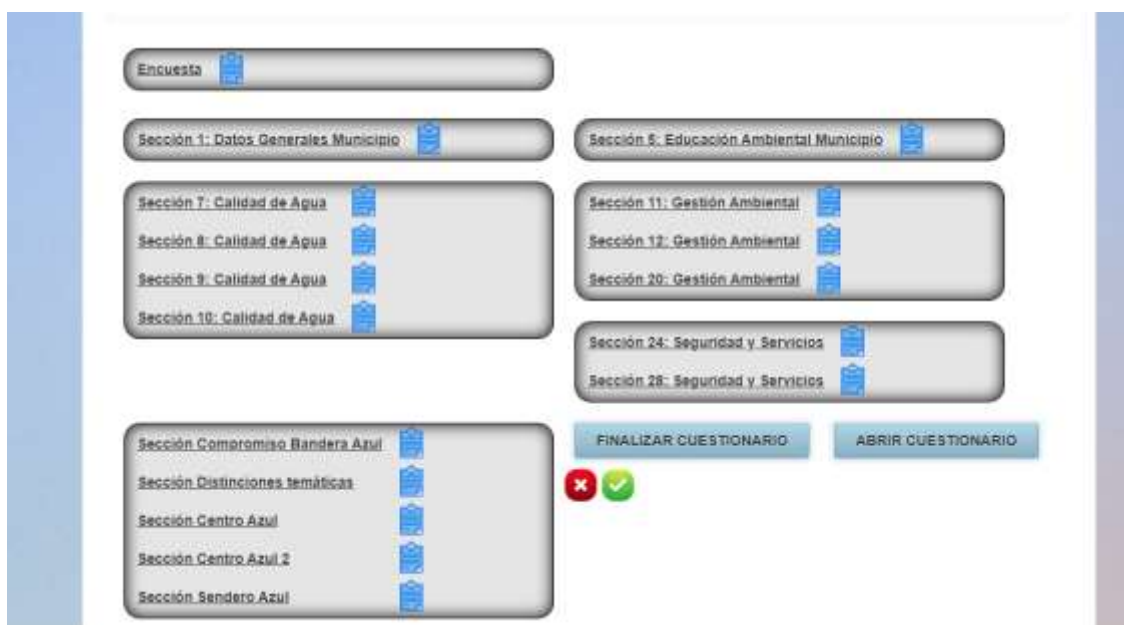 Encuesta
Sección 1: Datos Generales Municipio
Sección 5: Educación Ambiental Municipio
Sección 7: Calidad de Agua
Sección 8: Calidad de Agua
Sección 9: Calidad de Agua
Sección 10: Calidad de Agua
Sección 11: Gestión Ambiental
Sección 12: Gestión Ambiental
Sección 20: Gestión Ambiental
Sección 24: Seguridad y Servicios
Sección 28: Seguridad y Servicios
Sección Compromiso Bandera Azul
Sección Distinciones temáticas
Sección Centro Azul
Sección Centro Azul 2
Sección Sendero Azul
FINALIZAR CUESTIONARIO
ABRIR CUESTIONARIO